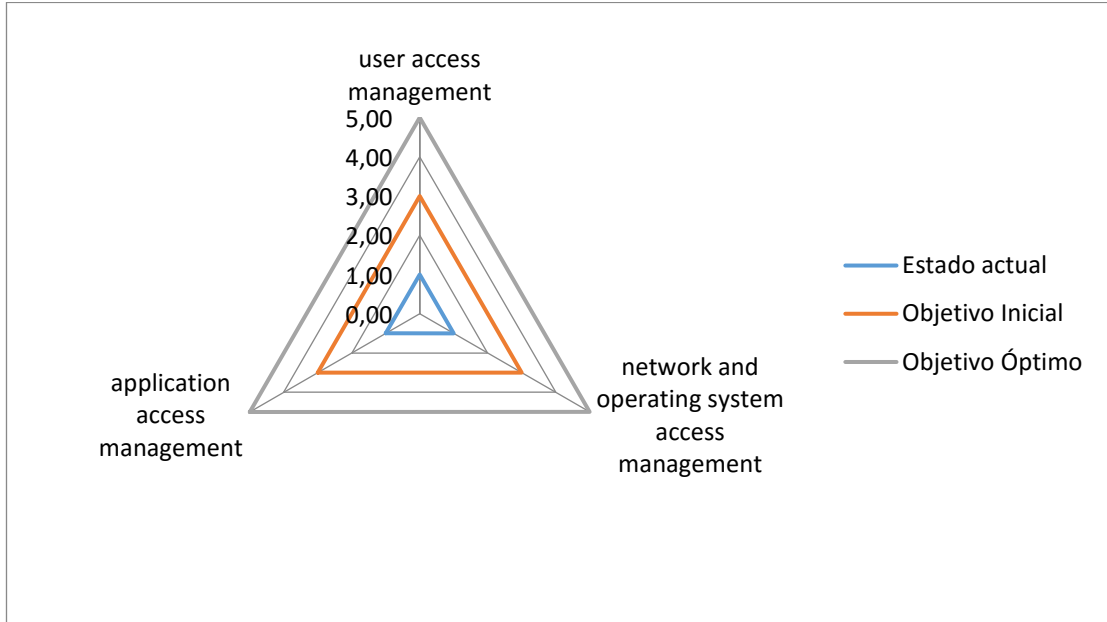 user access
management
5,00
4,00
3,00
2,00
1,00
0,00
application
access
management
network and
operating system
access
management
Estado actual
Objetivo Inicial
Objetivo Óptimo